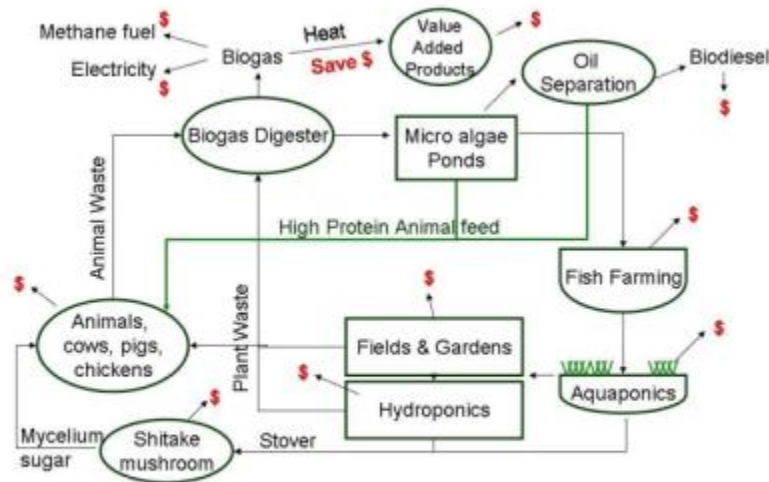 $
Methane fuel
Heat
Value
Added
Products
$
Biogas
Save $
Oil
Separation
Biodiesel
Electricity
$
$
Biogas Digester
Micro algae
Ponds
Animal Waste
High Protein Animal feed
$
Fish Farming
$
$
Animals,
cows, pigs,
chickens
Plant Waste
Fields & Gardens
$
$
Aquaponics
Hydroponics
$
Mycelium
sugar
Shitake
mushroom
Stover